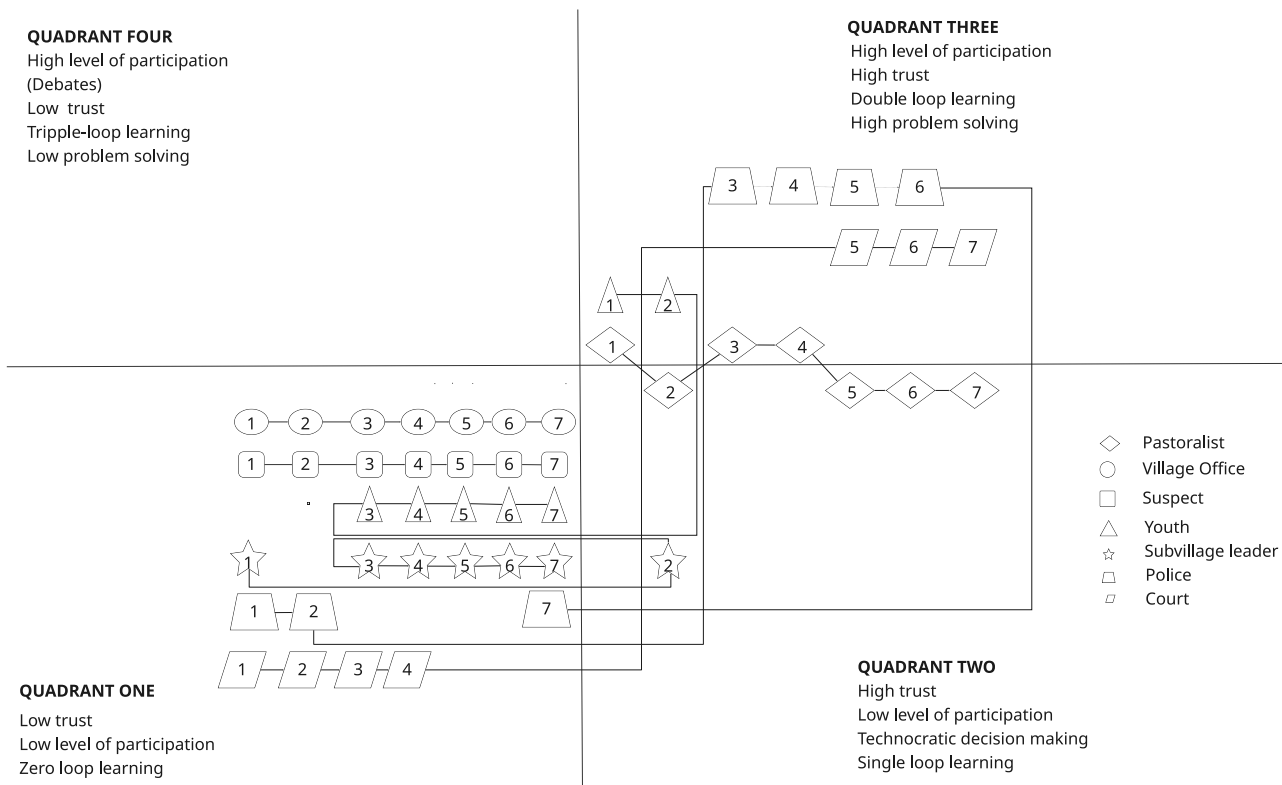 QUADRANT FOUR
High level of participation
(Debates)
Low trust
Tripple-loop learning
Low problem solving
QUADRANT THREE
High level of participation
High trust
Double loop learning
High problem solving
3 4 5 6
5 6 7
1 2
1 3 4
2
5 6 7
1 2 3 4 5 6 7
1 2 3 4 5 6 7
3 4 5 6 7
1 3 4 5 6 7 2
1 2 7
1 2 3 4
Pastoralist
Village Office
Suspect
Youth
Subvillage leader
Police
Court
QUADRANT ONE
Low trust
Low level of participation
Zero loop learning
QUADRANT TWO
High trust
Low level of participation
Technocratic decision making
Single loop learning